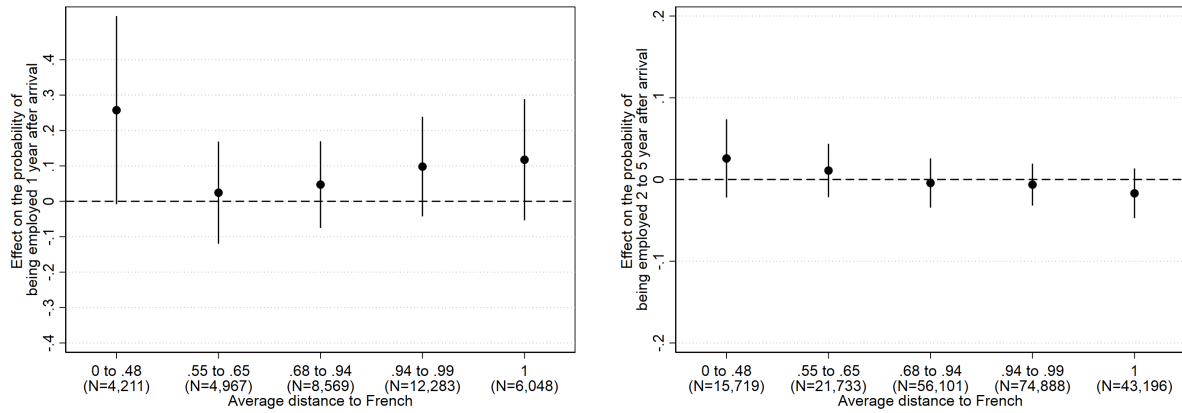 Effect on the probability of
being employed 1 year after arrival
.4
.3
.2
.1
0
-.1
-.2
-.3
-.4
0 to .48
(N=4,211)
.55 to .65
(N=4,967)
.68 to .94
(N=8,569)
.94 to .99
(N=12,283)
1
(N=6,048)
Average distance to French
Effect on the probability of
being employed 2 to 5 year after arrival
.2
.1
0
-.1
-.2
0 to .48
(N=15,719)
.55 to .65
(N=21,733)
.68 to .94
(N=56,101)
.94 to .99
(N=74,888)
1
(N=43,196)
Average distance to French